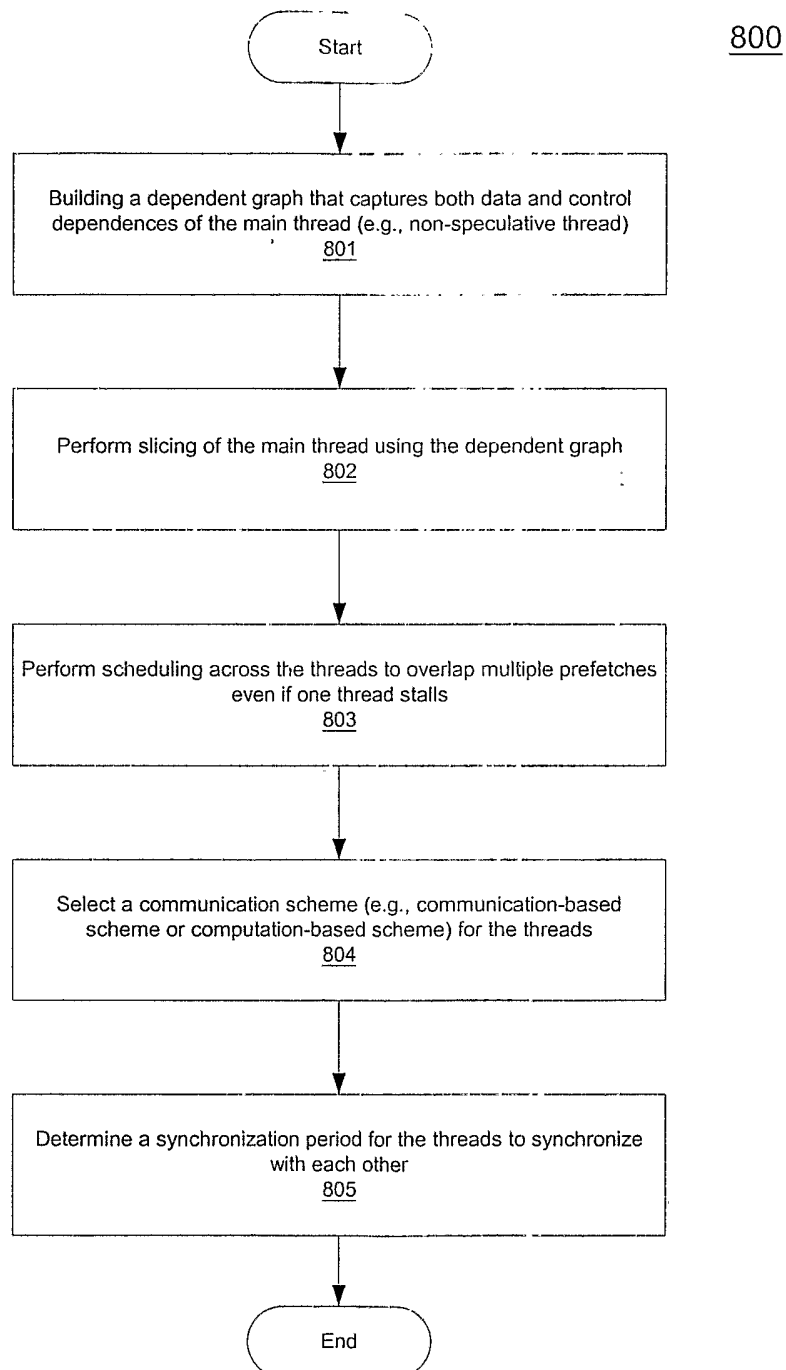 800
Start
Building a dependent graph that captures both data and control
dependences of the main thread (e.g., non-speculative thread)
801
Perform slicing of the main thread using the dependent graph
802
Perform scheduling across the threads to overlap multiple prefetches
even if one thread stalls
803
Select a communication scheme (e.g., communication-based
scheme or computation-based scheme) for the threads
804
Determine a synchronization period for the threads to synchronize
with each other
805
End